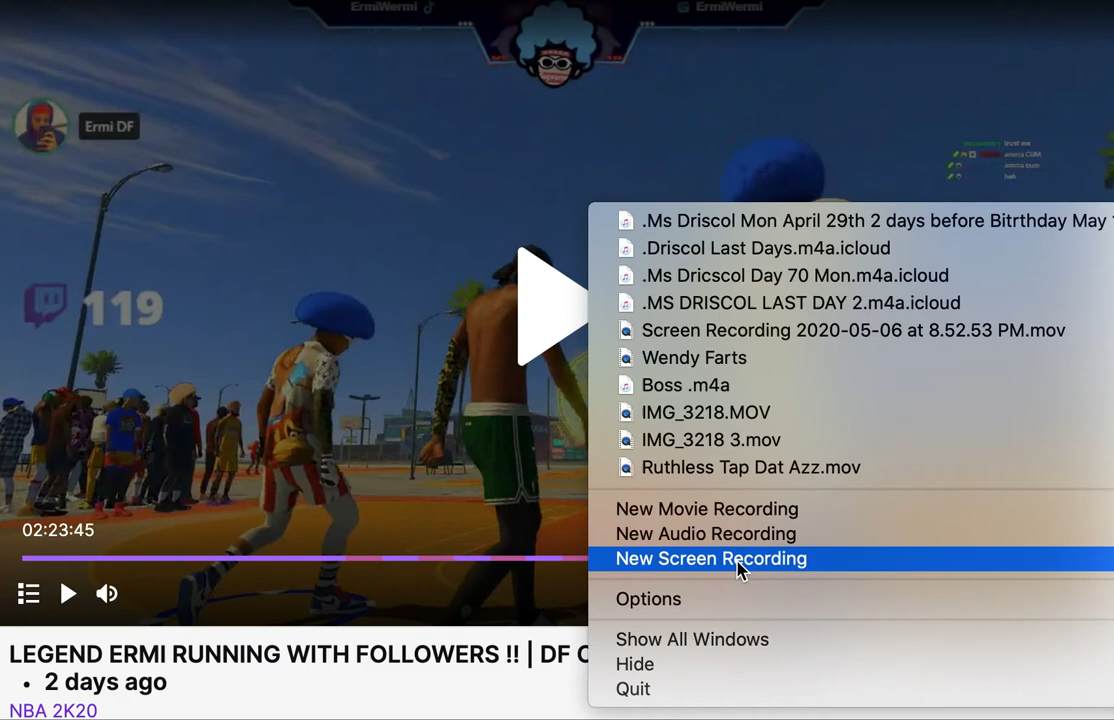 ErmiWermi
ErmiWermi
Ermi DF
trust me
119
.Ms Driscol Mon April 29th 2 days before Bitrthday May
.Driscol Last Days.m4a.icloud
.Ms Dricscol Day 70 Mon.m4a.icloud
.MS DRISCOL LAST DAY 2.m4a.icloud
Screen Recording 2020-05-06 at 8.52.53 PM.mov
Wendy Farts
Boss .m4a
IMG_3218.MOV
IMG_3218 3.mov
Ruthless Tap Dat Azz.mov
New Movie Recording
New Audio Recording
New Screen Recording
Options
Show All Windows
Hide
Quit
02:23:45
LEGEND ERMI RUNNING WITH FOLLOWERS !! | DF
• 2 days ago
NBA 2K20